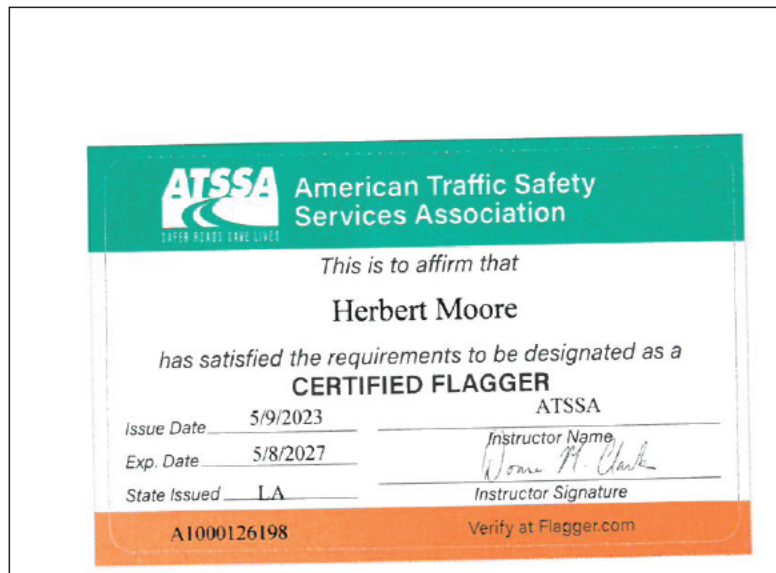 ATSSA
SAFER ROADS SAVE LIVES
American Traffic Safety
Services Association
This is to affirm that
Herbert Moore
has satisfied the requirements to be designated as a
CERTIFIED FLAGGER
Issue Date 5/9/2023
ATSSA
Instructor Name
Exp. Date 5/8/2027
State Issued LA
Instructor Signature
A1000126198
Verify at Flagger.com